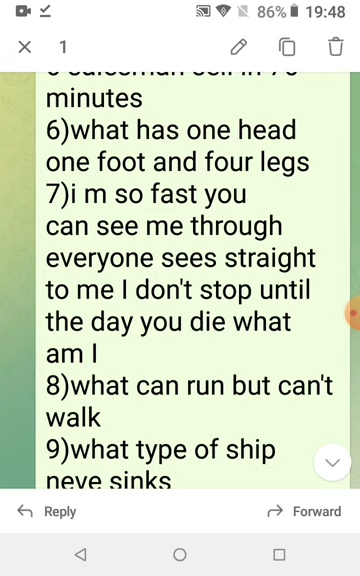 86% 19:48
1
minutes
6)what has one head
one foot and four legs
7)i m so fast you
can see me through
everyone sees straight
to me I don't stop until
the day you die what
am I
8)what can run but can't
walk
9)what type of ship
neve sinks
Reply Forward